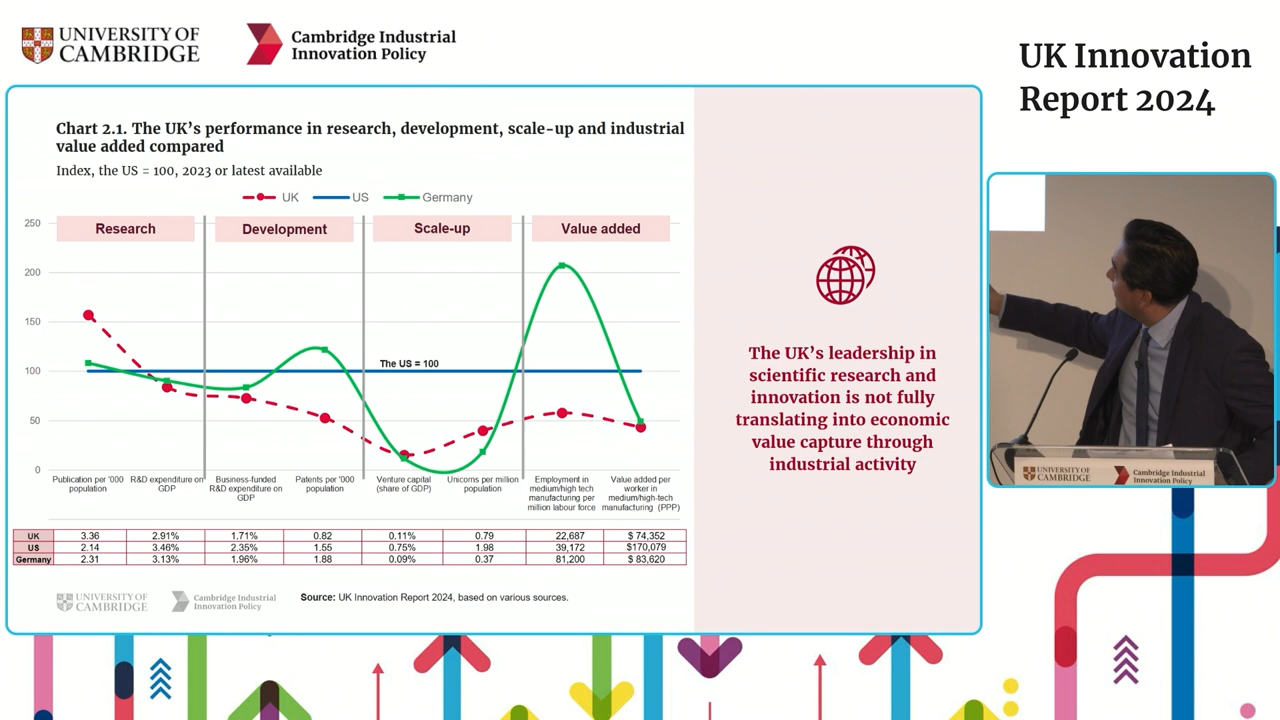 UNIVERSITY OF
CAMBRIDGE
Cambridge Industrial
Innovation Policy
UK Innovation
Report 2024
Chart 2.1. The UK's performance in research, development, scale-up and industrial
value added compared
Index, the US = 100, 2023 or latest available
UK US Germany
250
200
150
100
50
0
Research Development Scale-up Value added
The US = 100
Publication per '000
population
R&D expenditure on
GDP
Business-funded
R&D expenditure on
GDP
Patents per '000
population
Venture capital
(share of GDP)
Unicorns per million
population
Employment in
medium/high tech
manufacturing per
million labour force
Value added per
worker in
medium/high-tech
manufacturing (PPP)
UK 3.36 2.91% 1.71% 0.82 0.11% 0.79 22,687 $ 74,352
US 2.14 3.46% 2.35% 1.55 0.75% 1.98 39,172 $170,079
Germany 2.31 3.13% 1.96% 1.88 0.09% 0.37 81,200 $ 83,620
UNIVERSITY OF
CAMBRIDGE
Cambridge Industrial
Innovation Policy
Source: UK Innovation Report 2024, based on various sources.
The UK's leadership in
scientific research and
innovation is not fully
translating into economic
value capture through
industrial activity
UNIVERSITY OF
CAMBRIDGE
Cambridge Industrial
Innovation Policy